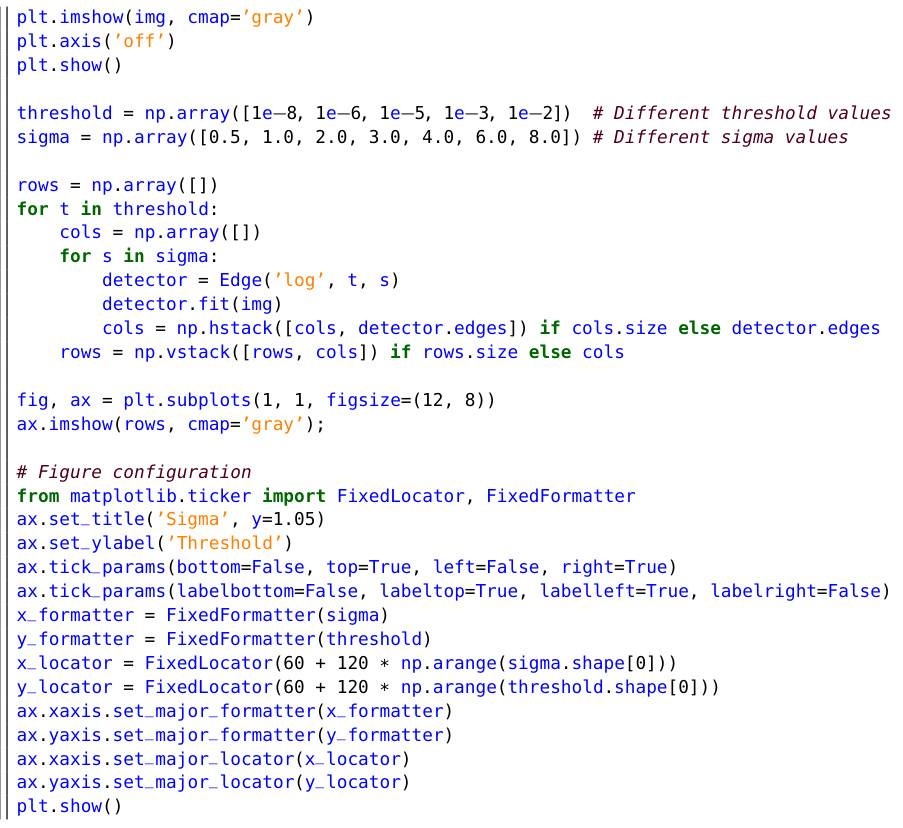 plt.imshow(img, cmap=’gray’)
plt.axis(’off’)
plt.show()

threshold = np.array([1e−8, 1e−6, 1e−5, 1e−3, 1e−2])  # Different threshold values
sigma = np.array([0.5, 1.0, 2.0, 3.0, 4.0, 6.0, 8.0]) # Different sigma values

rows = np.array([])
for t in threshold:
    cols = np.array([])
    for s in sigma:
        detector = Edge(’log’, t, s)
        detector.fit(img)
        cols = np.hstack([cols, detector.edges]) if cols.size else detector.edges
    rows = np.vstack([rows, cols]) if rows.size else cols

fig, ax = plt.subplots(1, 1, figsize=(12, 8))
ax.imshow(rows, cmap=’gray’);

# Figure configuration
from matplotlib.ticker import FixedLocator, FixedFormatter
ax.set_title(’Sigma’, y=1.05)
ax.set_ylabel(’Threshold’)
ax.tick_params(bottom=False, top=True, left=False, right=True)
ax.tick_params(labelbottom=False, labeltop=True, labelleft=True, labelright=False)
x_formatter = FixedFormatter(sigma)
y_formatter = FixedFormatter(threshold)
x_locator = FixedLocator(60 + 120 * np.arange(sigma.shape[0]))
y_locator = FixedLocator(60 + 120 * np.arange(threshold.shape[0]))
ax.xaxis.set_major_formatter(x_formatter)
ax.yaxis.set_major_formatter(y_formatter)
ax.xaxis.set_major_locator(x_locator)
ax.yaxis.set_major_locator(y_locator)
plt.show()